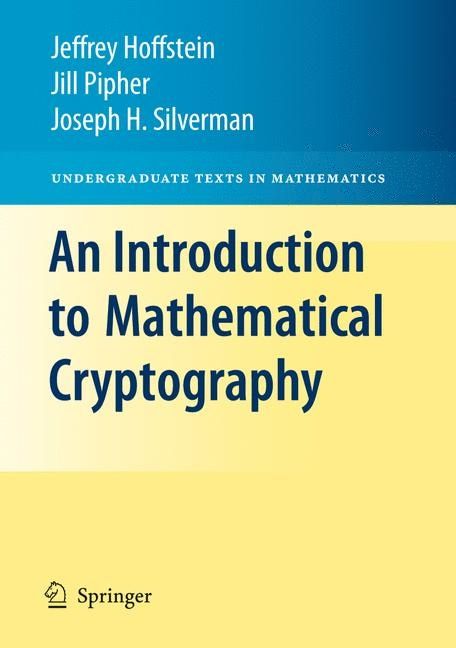 Jeffrey Hoffstein
Jill Pipher
Joseph H. Silverman
UNDERGRADUATE TEXTS IN MATHEMATICS
An Introduction
to Mathematical
Cryptography
Springer